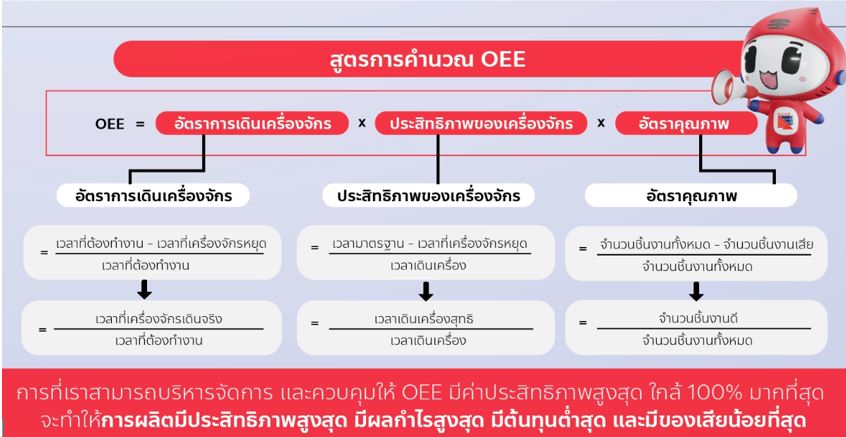 สูตรการคำนวณ OEE
OEE = อัตราการเดินเครื่องจักร x ประสิทธิภาพของเครื่องจักร x อัตราคุณภาพ
อัตราการเดินเครื่องจักร
= เวลาที่ต้องทำงาน - เวลาที่เครื่องจักรหยุด
เวลาที่ต้องทำงาน
= เวลาที่เครื่องจักรเดินจริง
เวลาที่ต้องทำงาน
ประสิทธิภาพของเครื่องจักร
= เวลามาตรฐาน - เวลาที่เครื่องจักรหยุด
เวลาเดินเครื่อง
= เวลาเดินเครื่องสุทธิ
เวลาเดินเครื่อง
อัตราคุณภาพ
= จำนวนชิ้นงานทั้งหมด - จำนวนชิ้นงานเสีย
จำนวนชิ้นงานทั้งหมด
= จำนวนชิ้นงานดี
จำนวนชิ้นงานทั้งหมด
การที่เราสามารถบริหารจัดการ และควบคุมให้ OEE มีค่าประสิทธิภาพสูงสุด ใกล้ 100% มากที่สุด
จะทำให้การผลิตมีประสิทธิภาพสูงสุด มีผลกำไรสูงสุด มีต้นทุนต่ำสุด และมีของเสียน้อยที่สุด